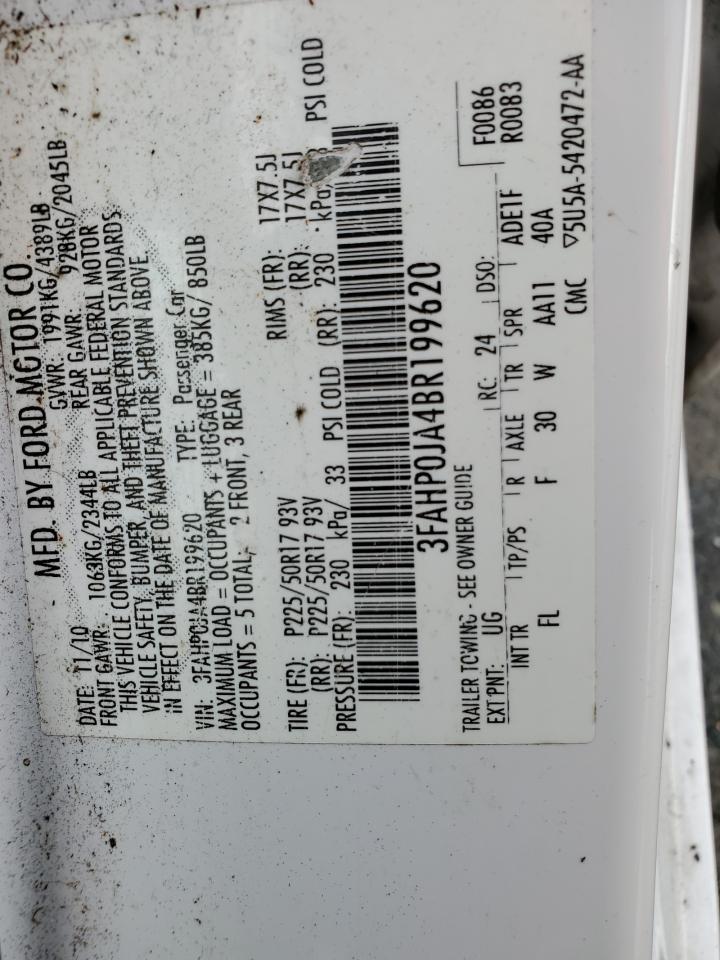 MFD. BY FORD MOTOR CO.
DATE: 11/10 GVWR: 1991KG/4389LB
FRONT GAWR: 1063KG/2344LB REAR GAWR: 928KG/2045LB
THIS VEHICLE CONFORMS TO ALL APPLICABLE FEDERAL MOTOR
VEHICLE SAFETY, BUMPER, AND THEFT PREVENTION STANDARDS
IN EFFECT ON THE DATE OF MANUFACTURE SHOWN ABOVE.
VIN: 3FAHP0JA4BR199620 TYPE: Passenger Car
MAXIMUM LOAD = OCCUPANTS + LUGGAGE = 385KG/ 850LB
OCCUPANTS = 5 TOTAL, 2 FRONT, 3 REAR
TIRE (FR): P225/50R17 93V RIMS (FR): 17X7.5J
(RR): P225/50R17 93V (RR): 17X7.5J
PRESSURE (FR): 230 kPa/ 33 PSI COLD (RR): 230 kPa/ PSI COLD
3FAHP0JA4BR199620
TRAILER TOWING - SEE OWNER GUIDE F0086
EXT PNT: UG RC: 24 DSO: R0083
INT TR TP/PS R AXLE TR SPR ADE1F
FL F 30 W AA11 40A
CMC ▽5U5A-5420472-AA